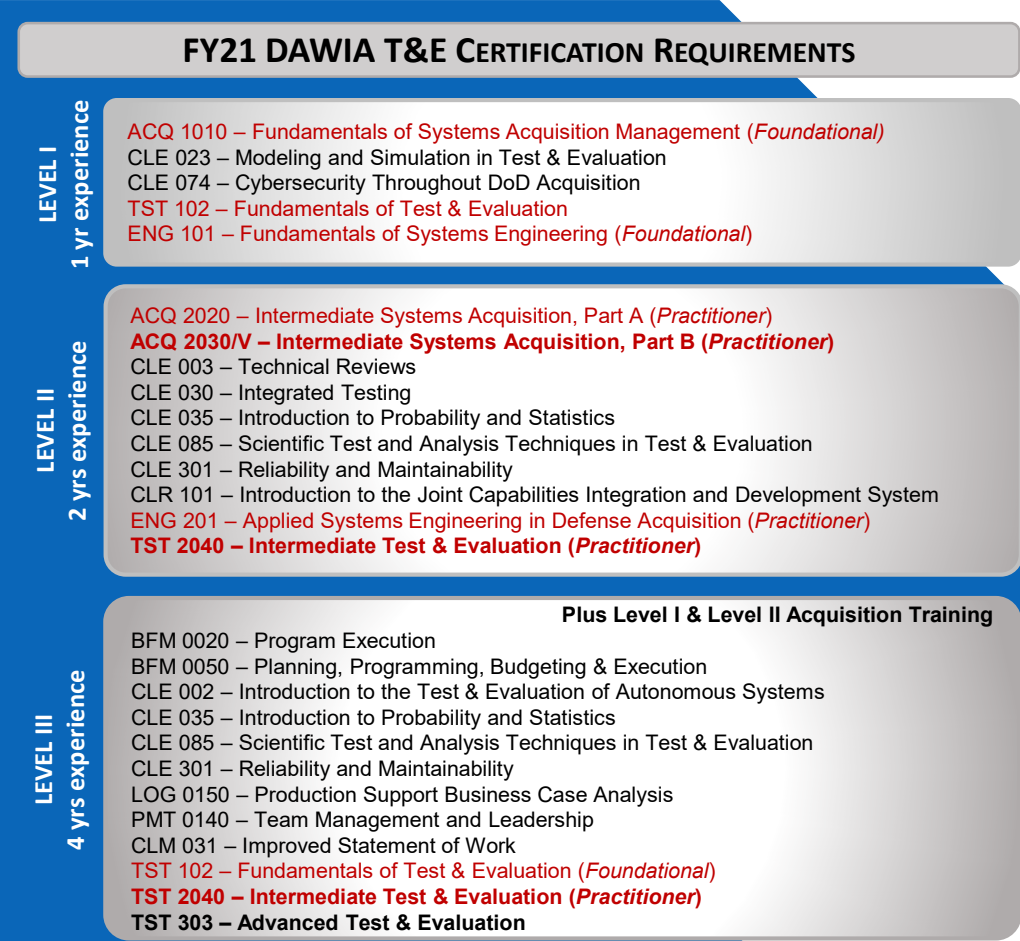 FY21 DAWIA T&E CERTIFICATION REQUIREMENTS
LEVEL I
1 yr experience
ACQ 1010 – Fundamentals of Systems Acquisition Management (Foundational)
CLE 023 – Modeling and Simulation in Test & Evaluation
CLE 074 – Cybersecurity Throughout DoD Acquisition
TST 102 – Fundamentals of Test & Evaluation
ENG 101 – Fundamentals of Systems Engineering (Foundational)
LEVEL II
2 yrs experience
ACQ 2020 – Intermediate Systems Acquisition, Part A (Practitioner)
ACQ 2030/V – Intermediate Systems Acquisition, Part B (Practitioner)
CLE 003 – Technical Reviews
CLE 030 – Integrated Testing
CLE 035 – Introduction to Probability and Statistics
CLE 085 – Scientific Test and Analysis Techniques in Test & Evaluation
CLE 301 – Reliability and Maintainability
CLR 101 – Introduction to the Joint Capabilities Integration and Development System
ENG 201 – Applied Systems Engineering in Defense Acquisition (Practitioner)
TST 2040 – Intermediate Test & Evaluation (Practitioner)
LEVEL III
4 yrs experience
Plus Level I & Level II Acquisition Training
BFM 0020 – Program Execution
BFM 0050 – Planning, Programming, Budgeting & Execution
CLE 002 – Introduction to the Test & Evaluation of Autonomous Systems
CLE 035 – Introduction to Probability and Statistics
CLE 085 – Scientific Test and Analysis Techniques in Test & Evaluation
CLE 301 – Reliability and Maintainability
LOG 0150 – Production Support Business Case Analysis
PMT 0140 – Team Management and Leadership
CLM 031 – Improved Statement of Work
TST 102 – Fundamentals of Test & Evaluation (Foundational)
TST 2040 – Intermediate Test & Evaluation (Practitioner)
TST 303 – Advanced Test & Evaluation